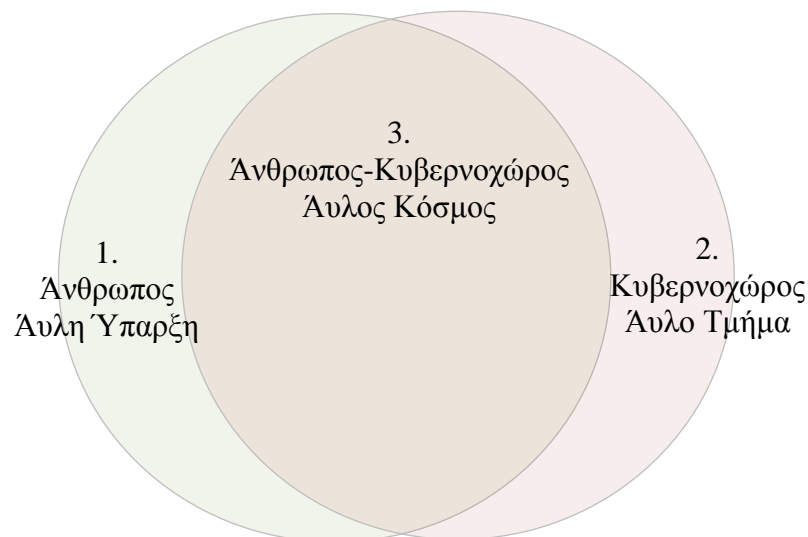 3.
Άνθρωπος-Κυβερνοχώρος
Άυλος Κόσμος
1.
Άνθρωπος
Άυλη Ύπαρξη
2.
Κυβερνοχώρος
Άυλο Τμήμα